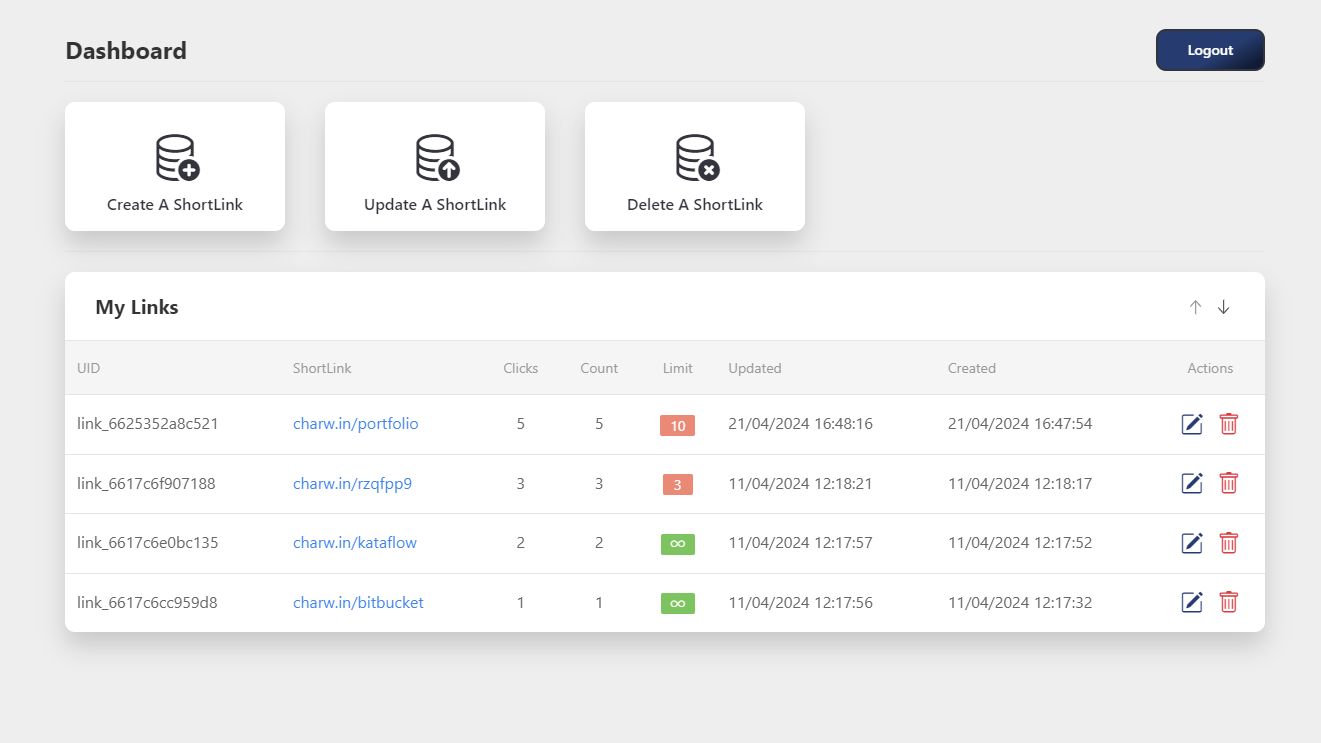 Dashboard
Logout
Create A ShortLink
Update A ShortLink
Delete A ShortLink
My Links
UID ShortLink Clicks Count Limit Updated Created Actions
link_6625352a8c521 charw.in/portfolio 5 5 10 21/04/2024 16:48:16 21/04/2024 16:47:54
link_6617c6f907188 charw.in/rzqfpp9 3 3 3 11/04/2024 12:18:21 11/04/2024 12:18:17
link_6617c6e0bc135 charw.in/kataflow 2 2 ∞ 11/04/2024 12:17:57 11/04/2024 12:17:52
link_6617c6cc959d8 charw.in/bitbucket 1 1 ∞ 11/04/2024 12:17:56 11/04/2024 12:17:32